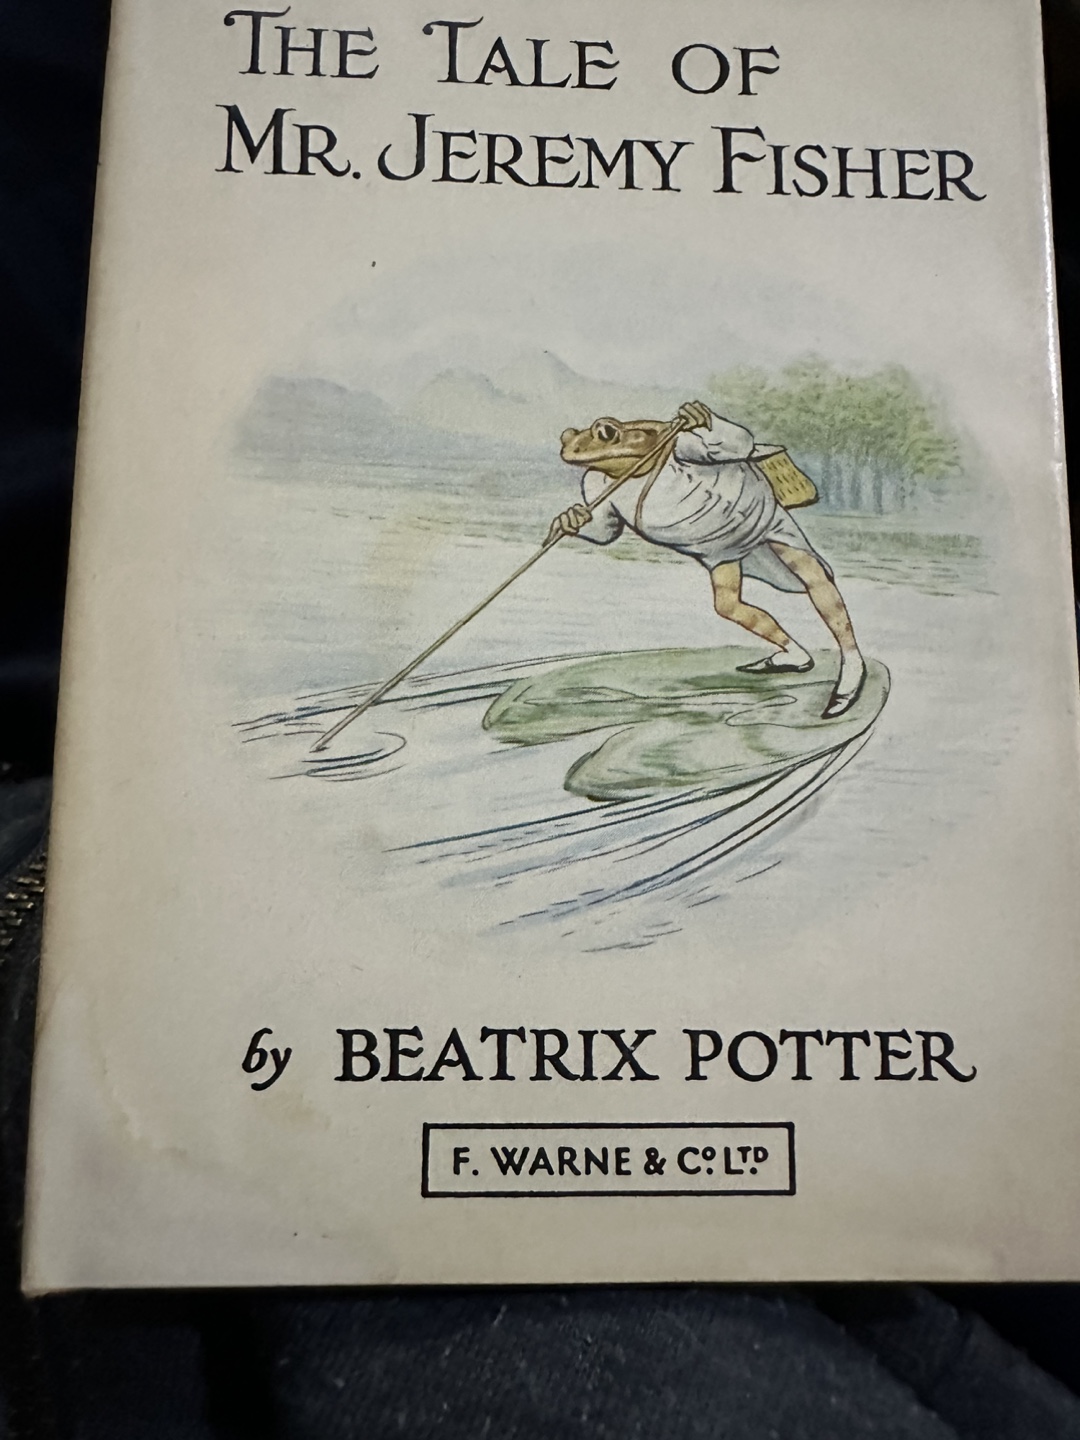 THE TALE OF
MR. JEREMY FISHER
by BEATRIX POTTER
F. WARNE & Co. LTD